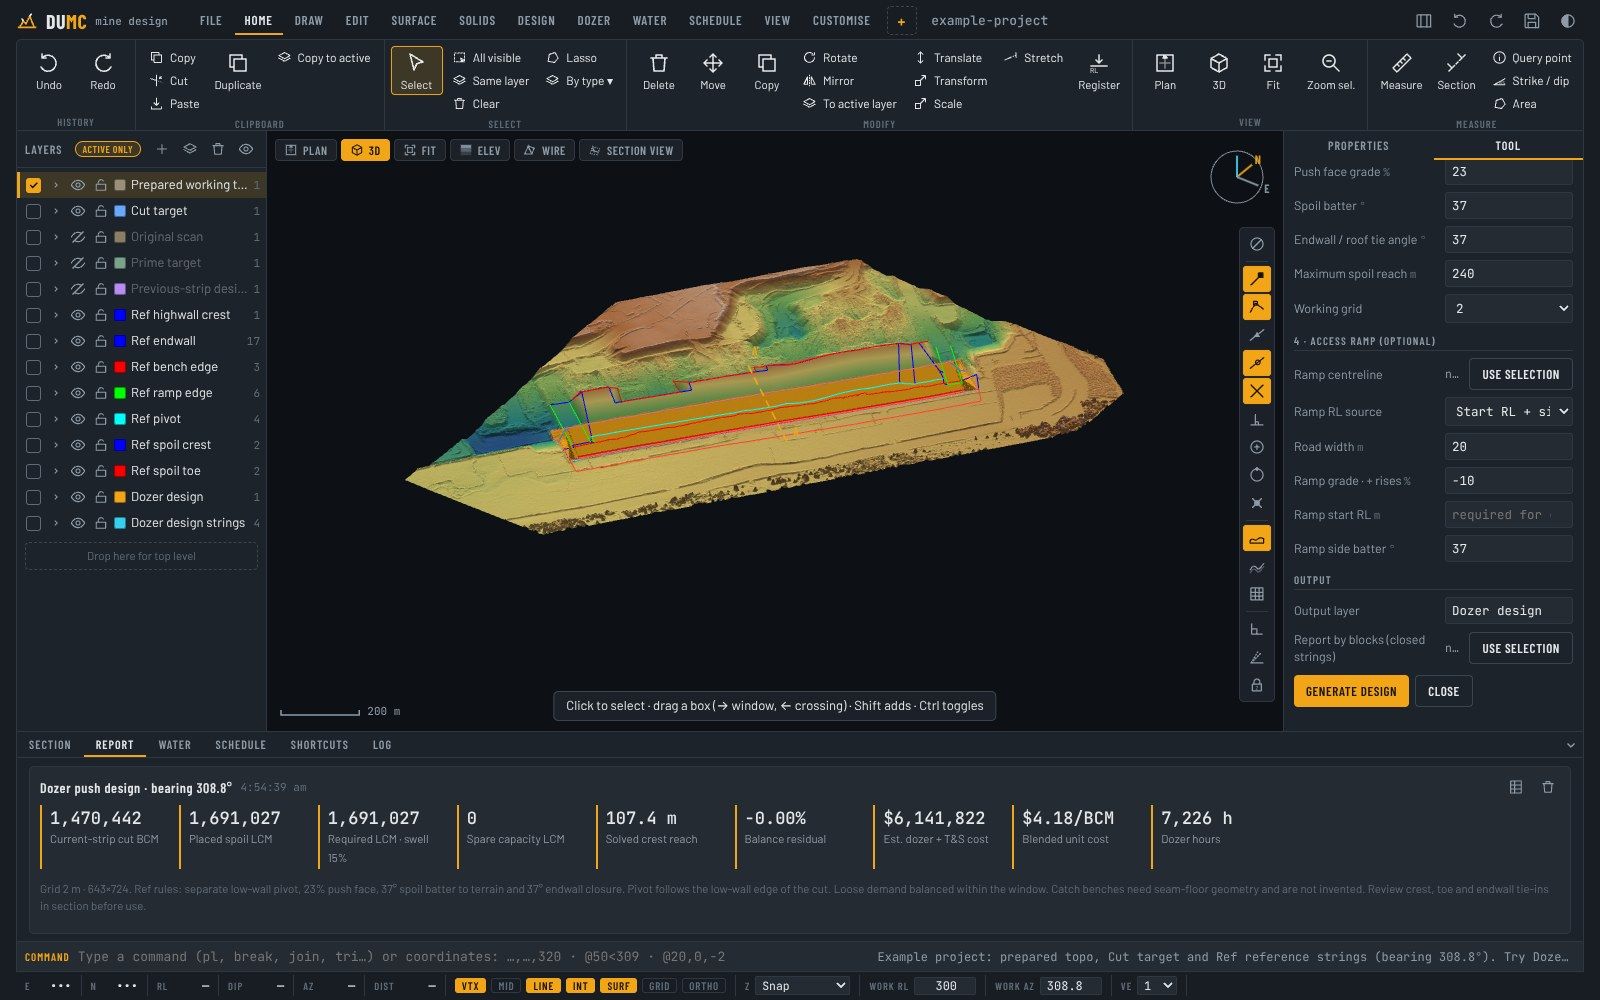 DUMC mine design FILE HOME DRAW EDIT SURFACE SOLIDS DESIGN DOZER WATER SCHEDULE VIEW CUSTOMISE + example-project
Undo Redo
HISTORY
Copy Cut Paste Duplicate Copy to active
CLIPBOARD
Select All visible Same layer Clear Lasso By type ▾
SELECT
Delete Move Copy Rotate Mirror To active layer Translate Transform Scale Stretch Register
RL
MODIFY
Plan 3D Fit Zoom sel.
VIEW
Measure Section Query point Strike / dip Area
MEASURE
LAYERS ACTIVE ONLY
Prepared working t... 1
Cut target 1
Original scan 1
Prime target 1
Previous-strip desi... 1
Ref highwall crest 1
Ref endwall 17
Ref bench edge 3
Ref ramp edge 6
Ref pivot 4
Ref spoil crest 2
Ref spoil toe 2
Dozer design 1
Dozer design strings 4
Drop here for top level
PLAN 3D FIT ELEV WIRE SECTION VIEW
N
E
200 m
Click to select · drag a box (→ window, ← crossing) · Shift adds · Ctrl toggles
PROPERTIES TOOL
Push face grade % 23
Spoil batter ° 37
Endwall / roof tie angle ° 37
Maximum spoil reach m 240
Working grid 2
4 · ACCESS RAMP (OPTIONAL)
Ramp centreline n... USE SELECTION
Ramp RL source Start RL + si
Road width m 20
Ramp grade · + rises % -10
Ramp start RL m required for
Ramp side batter ° 37
OUTPUT
Output layer Dozer design
Report by blocks (closed strings) n... USE SELECTION
GENERATE DESIGN CLOSE
SECTION REPORT WATER SCHEDULE SHORTCUTS LOG
Dozer push design · bearing 308.8° 4:54:39 am
1,470,442 1,691,027 1,691,027 0 107.4 m -0.00% $6,141,822 $4.18/BCM 7,226 h
Current-strip cut BCM Placed spoil LCM Required LCM · swell 15% Spare capacity LCM Solved crest reach Balance residual Est. dozer + T&S cost Blended unit cost Dozer hours
Grid 2 m · 643×724. Ref rules: separate low-wall pivot, 23% push face, 37° spoil batter to terrain and 37° endwall closure. Pivot follows the low-wall edge of the cut. Loose demand balanced within the window. Catch benches need seam-floor geometry and are not invented. Review crest, toe and endwall tie-ins
in section before use.
COMMAND Type a command (pl, break, join, tri…) or coordinates: …,…,320 · @50<309 · @20,0,-2 Example project: prepared topo, Cut target and Ref reference strings (bearing 308.8°). Try Doze…
E ••• N ••• RL — DIP — AZ — DIST — VTX MID LINE INT SURF GRID ORTHO Z Snap WORK RL 300 WORK AZ 308.8 VE 1